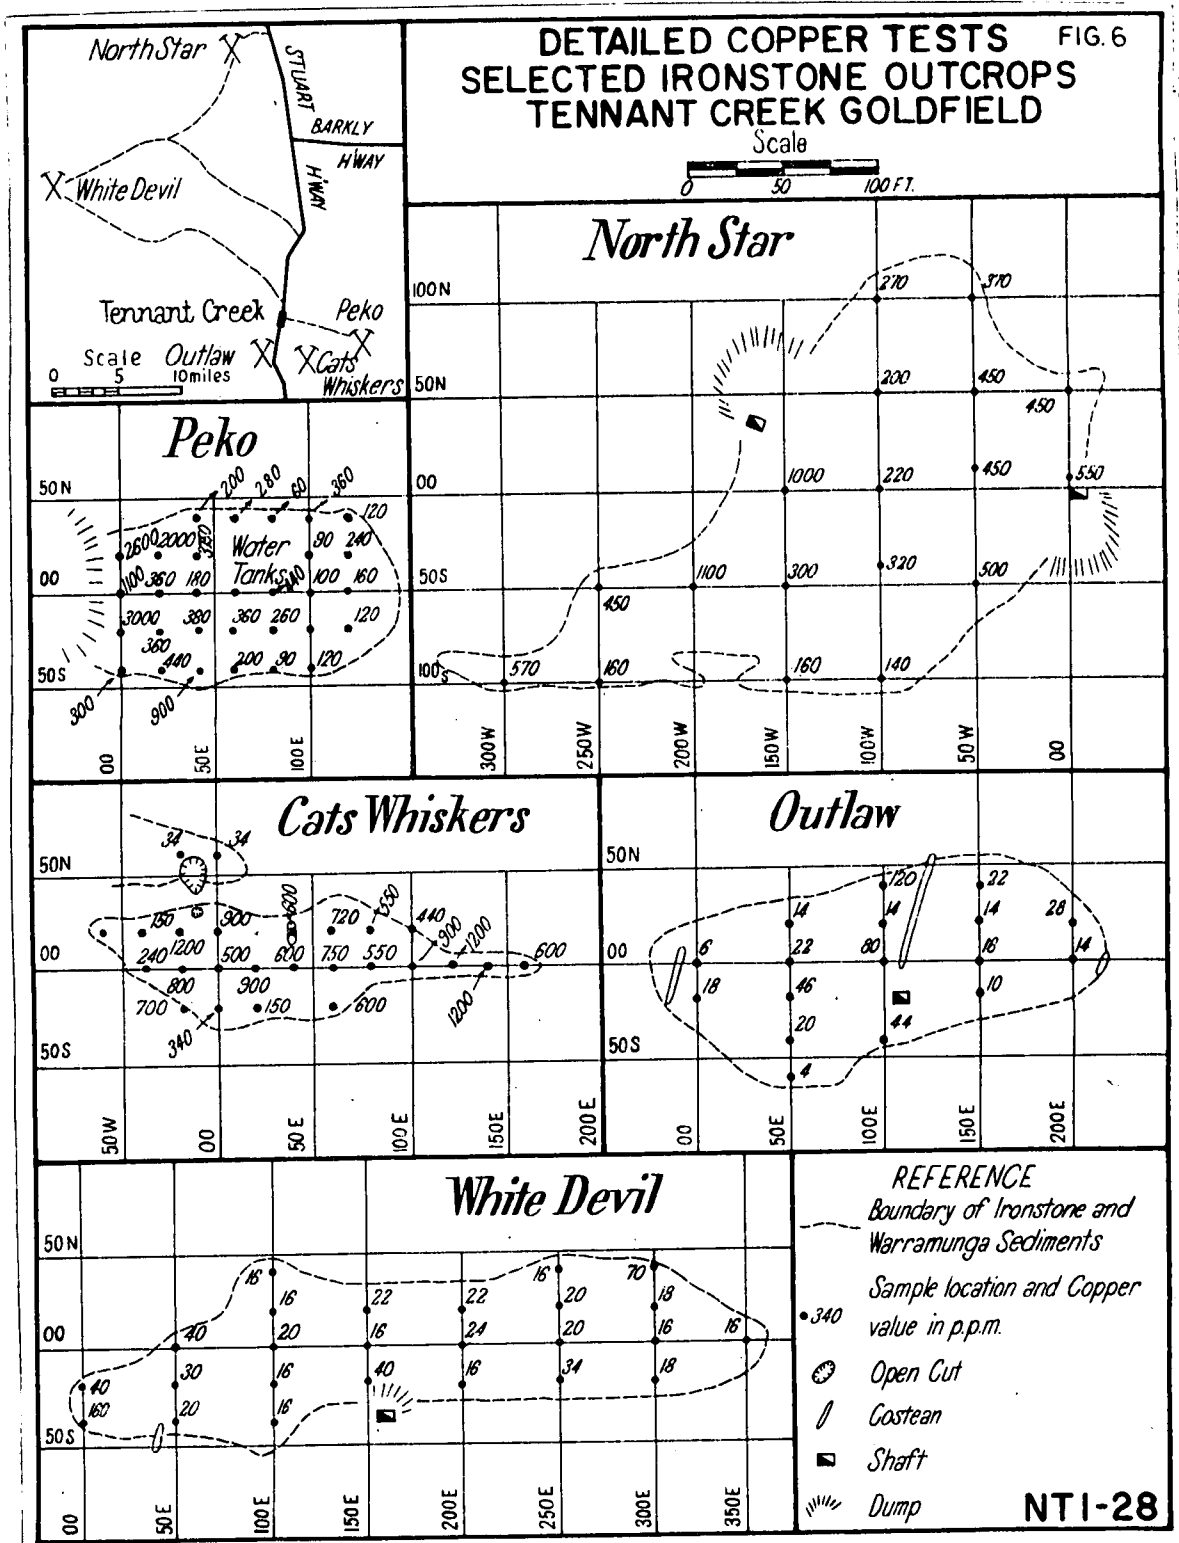 DETAILED COPPER TESTS
SELECTED IRONSTONE OUTCROPS
TENNANT CREEK GOLDFIELD
FIG. 6
Scale
0 50 100 FT.
North Star
STUART
HWAY
BARKLY
H'WAY
White Devil
Tennant Creek
Peko
Scale
Outlaw
Cats
Whiskers
0 5 10 miles
North Star
100N
270 370
50N
200 450
450
00
1000 220 450 550
50S
450 1100 300 320 500
100S
570 160 160 140
300W 250W 200W 150W 100W 50W 00
Peko
200 280 60 360
50N
120
2600 2000
Water
Tanks
90 240
00
1100 360 180 100 160
3000 380 360 260 120
360
440 200 90 120
50S
300 900
00 50E 100E
Cats Whiskers
34 34
50N
600 550
150 900 720 440
900 1200
1200
00
240 500 600 750 550 600
800 900
700 150 600 1200
340
50S
50W 00 50E 100E 150E 200E
Outlaw
50N
120 22
14 14 14 28
00
6 22 80 16 14
18 46 10
20 44
50S
4
00 50E 100E 150E 200E
White Devil
50N
16 16 70
16 22 22 20 18
00
40 20 16 24 20 16 16
40 30 16 40 16 34 18
160 20 16
50S
00 50E 100E 150E 200E 250E 300E 350E
REFERENCE
Boundary of Ironstone and
Warramunga Sediments
Sample location and Copper
340 value in p.p.m.
Open Cut
Costean
Shaft
Dump
NT1-28